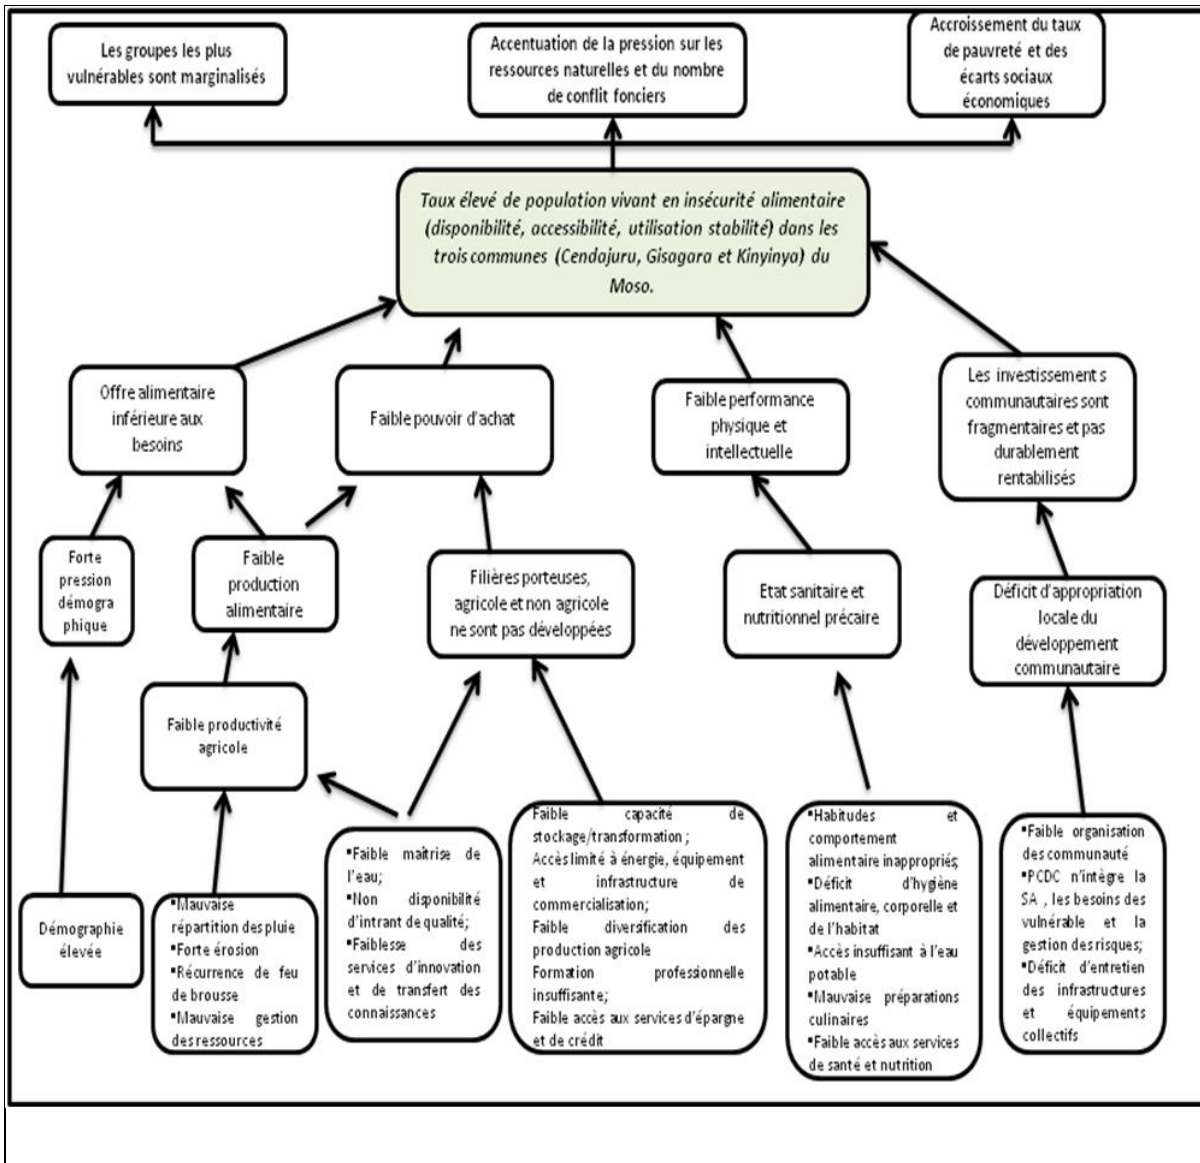 Les groupes les plus
vulnérables sont marginalisés
Accentuation de la pression sur les
ressources naturelles et du nombre
de conflit fonciers
Accroissement du taux
de pauvreté et des
écarts sociaux
économiques
Taux élevé de population vivant en insécurité alimentaire
(disponibilité, accessibilité, utilisation stabilité) dans les
trois communes (Cendajuru, Gisagara et Kinyinya) du
Moso.
Offre alimentaire
inférieure aux
besoins
Faible pouvoir d'achat
Faible performance
physique et
intellectuelle
Les investissement s
communautaires sont
fragmentaires et pas
durablement
rentabilisés
Forte
pression
démogra
phique
Faible
production
alimentaire
Filières porteuses,
agricole et non agricole
ne sont pas développées
Etat sanitaire et
nutritionnel précaire
Déficit d'appropriation
locale du
développement
communautaire
Faible productivité
agricole
Démographie
élevée
▪Mauvaise
répartition des pluie
▪Forte érosion
▪Récurrence de feu
de brousse
▪Mauvaise gestion
des ressources
▪Faible maîtrise de
l'eau;
▪Non disponibilité
d'intrant de qualité;
▪Faiblesse des
services d'innovation
et de transfert des
connaissances
Faible capacité de
stockage/transformation ;
Accès limité à énergie, équipement
et infrastructure de
commercialisation;
Faible diversification des
production agricole
Formation professionnelle
insuffisante;
Faible accès aux services d'épargne
et de crédit
▪Habitudes et
comportement
alimentaire inappropriés;
▪Déficit d'hygiène
alimentaire, corporelle et
de l'habitat
▪Accès insuffisant à l'eau
potable
▪Mauvaise préparations
culinaires
▪Faible accès aux services
de santé et nutrition
▪Faible organisation
des communauté
▪PCDC n'intègre la
SA , les besoins des
vulnérable et la
gestion des risques;
▪Déficit d'entretien
des infrastructures
et équipements
collectifs